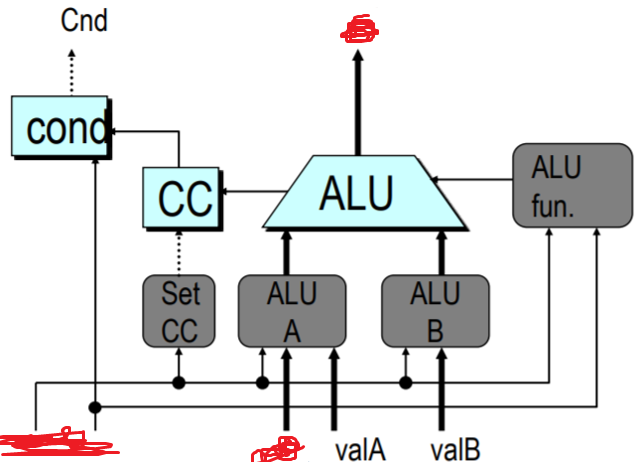 Cnd
cond
CC
ALU
ALU
fun.
Set
CC
ALU
A
ALU
B
valA
valB